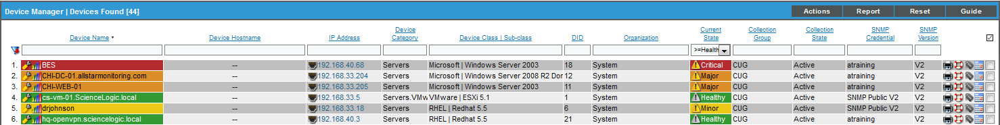 Device Manager | Devices Found [44]
Actions Report Reset Guide
Device Name Device Hostname IP Address Device Category Device Class | Sub-class DID Organization Current State Collection Group Collection State SNMP Credential SNMP Version
>=Health
1. BES -- 192.168.40.68 Servers Microsoft | Windows Server 2003 18 System Critical CUG Active atraining V2
2. CHI-DC-01.allstarmonitoring.com -- 192.168.33.204 Servers Microsoft | Windows Server 2008 R2 Dor 12 System Major CUG Active atraining V2
3. CHI-WEB-01 -- 192.168.33.205 Servers Microsoft | Windows Server 2003 11 System Major CUG Active atraining V2
4. cs-vm-01.ScienceLogic.local -- 192.168.33.5 Servers.VMw VMware | ESXi 5.1 1 System Healthy CUG Active SNMP Public V2 V2
5. drjohnson -- 192.168.33.18 Servers RHEL | Redhat 5.5 6 System Minor CUG Active SNMP Public V2 V2
6. hq-openvpn.sciencelogic.local -- 192.168.40.3 Servers RHEL | Redhat 5.5 21 System Healthy CUG Active atraining V2